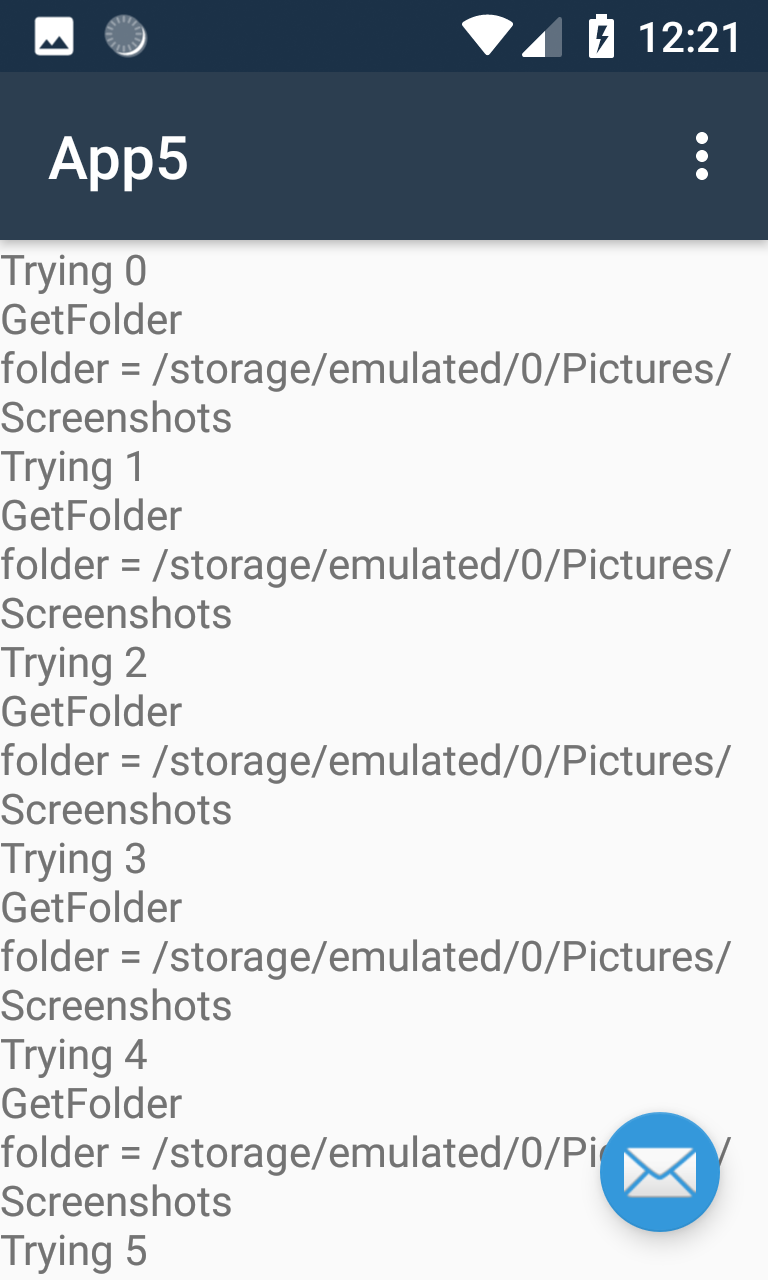 12:21
App5
Trying 0
GetFolder
folder = /storage/emulated/0/Pictures/
Screenshots
Trying 1
GetFolder
folder = /storage/emulated/0/Pictures/
Screenshots
Trying 2
GetFolder
folder = /storage/emulated/0/Pictures/
Screenshots
Trying 3
GetFolder
folder = /storage/emulated/0/Pictures/
Screenshots
Trying 4
GetFolder
folder = /storage/emulated/0/Pi
Screenshots
Trying 5